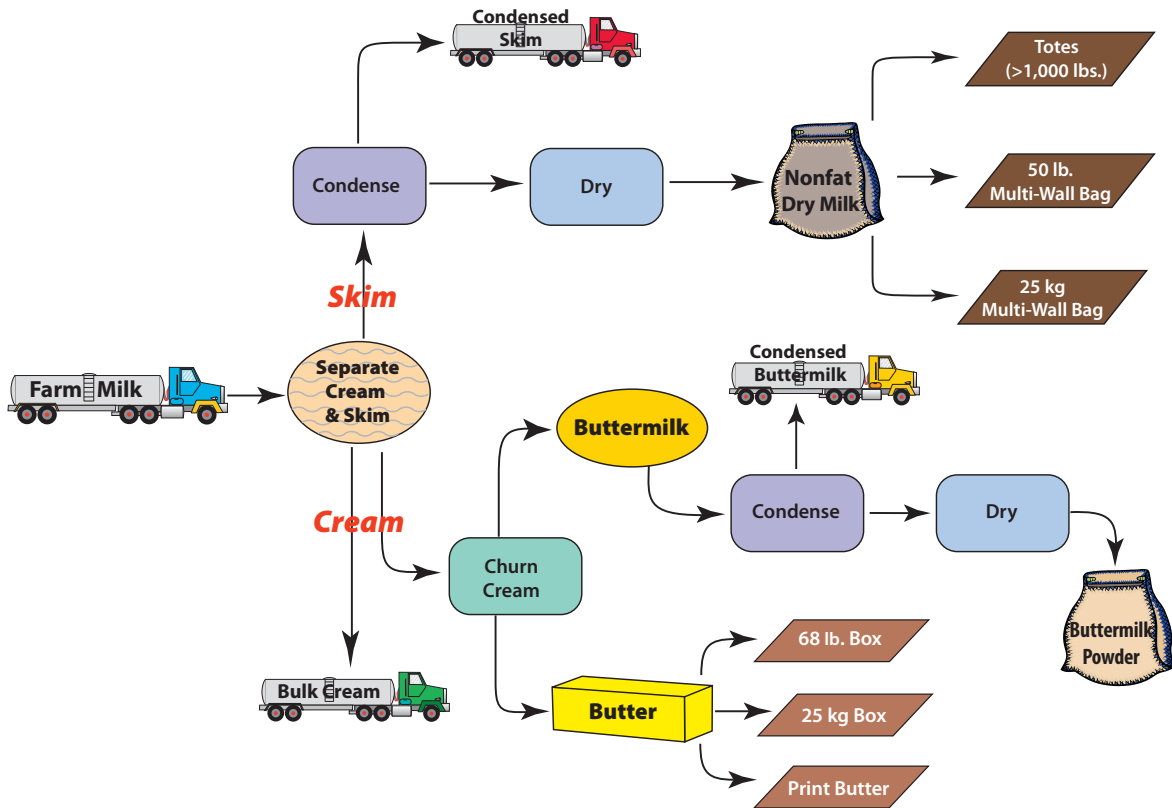 Condensed
Skim
Totes
(>1,000 lbs.)
Condense
Dry
Nonfat
Dry Milk
50 lb.
Multi-Wall Bag
25 kg
Multi-Wall Bag
Skim
Farm Milk
Separate
Cream
& Skim
Condensed
Buttermilk
Buttermilk
Condense
Dry
Cream
Churn
Cream
Buttermilk
Powder
68 lb. Box
Bulk Cream
Butter
25 kg Box
Print Butter